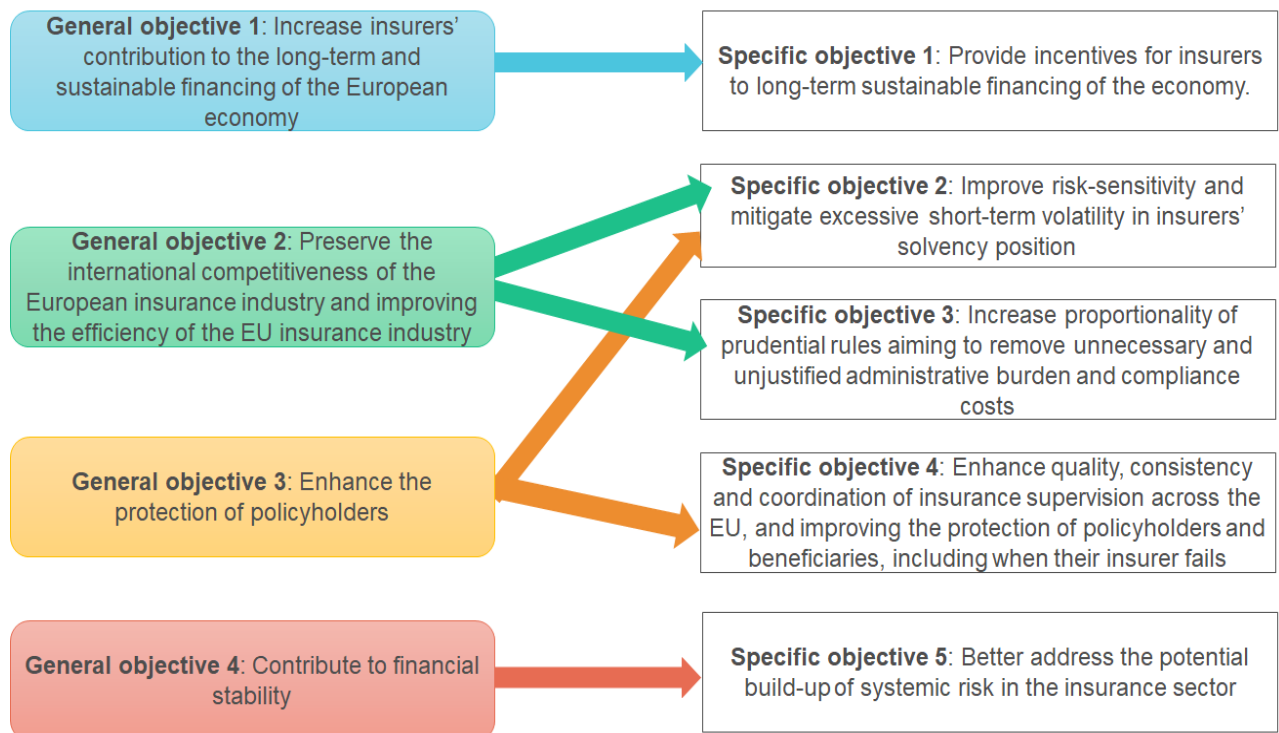 General objective 1: Increase insurers’
contribution to the long-term and
sustainable financing of the European
economy
Specific objective 1: Provide incentives for insurers
to long-term sustainable financing of the economy.
General objective 2: Preserve the
international competitiveness of the
European insurance industry and improving
the efficiency of the EU insurance industry
Specific objective 2: Improve risk-sensitivity and
mitigate excessive short-term volatility in insurers’
solvency position
Specific objective 3: Increase proportionality of
prudential rules aiming to remove unnecessary and
unjustified administrative burden and compliance
costs
General objective 3: Enhance the
protection of policyholders
Specific objective 4: Enhance quality, consistency
and coordination of insurance supervision across the
EU, and improving the protection of policyholders and
beneficiaries, including when their insurer fails
General objective 4: Contribute to financial
stability
Specific objective 5: Better address the potential
build-up of systemic risk in the insurance sector